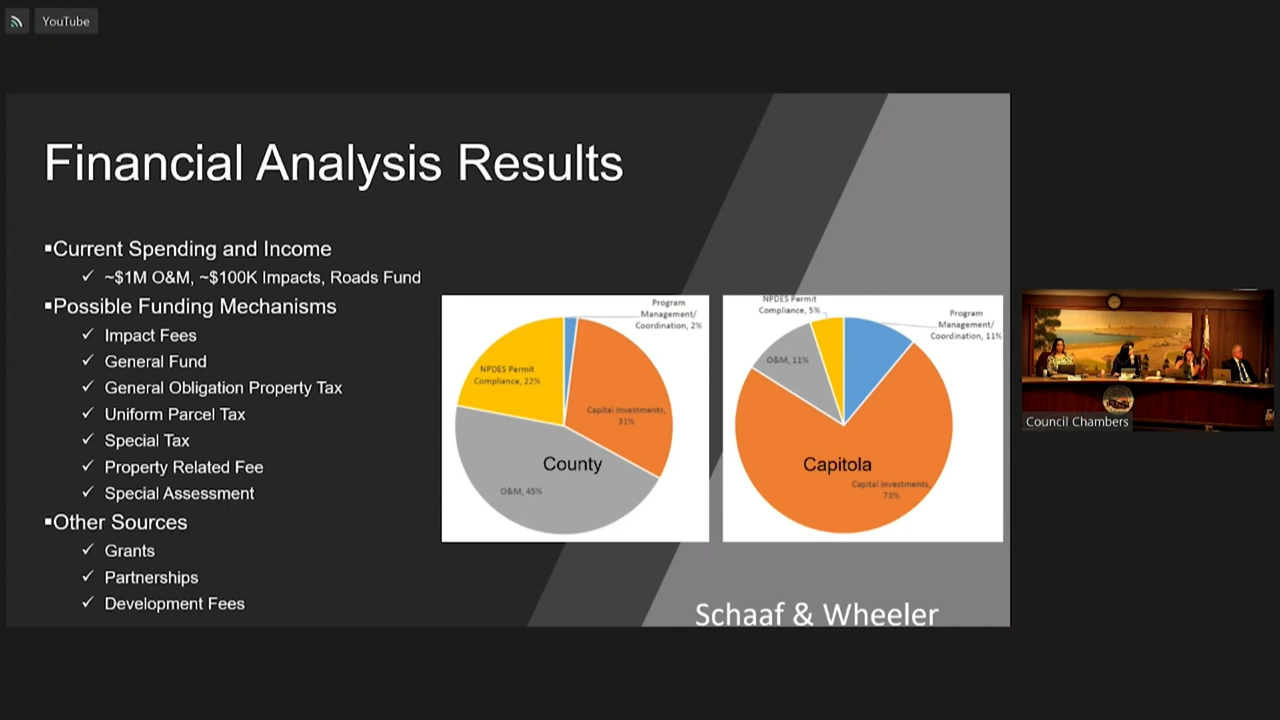 YouTube
Financial Analysis Results
▪Current Spending and Income
✓ ~$1M O&M, ~$100K Impacts, Roads Fund
▪Possible Funding Mechanisms
✓ Impact Fees
✓ General Fund
✓ General Obligation Property Tax
✓ Uniform Parcel Tax
✓ Special Tax
✓ Property Related Fee
✓ Special Assessment
▪Other Sources
✓ Grants
✓ Partnerships
✓ Development Fees
Program
Management/
Coordination, 2%
NPDES Permit
Compliance, 22%
Capital Investments,
31%
County
O&M, 45%
NPDES Permit
Compliance, 5%
Program
Management/
Coordination, 11%
O&M, 11%
Capitola
Capital Investments,
73%
Schaaf & Wheeler
Council Chambers